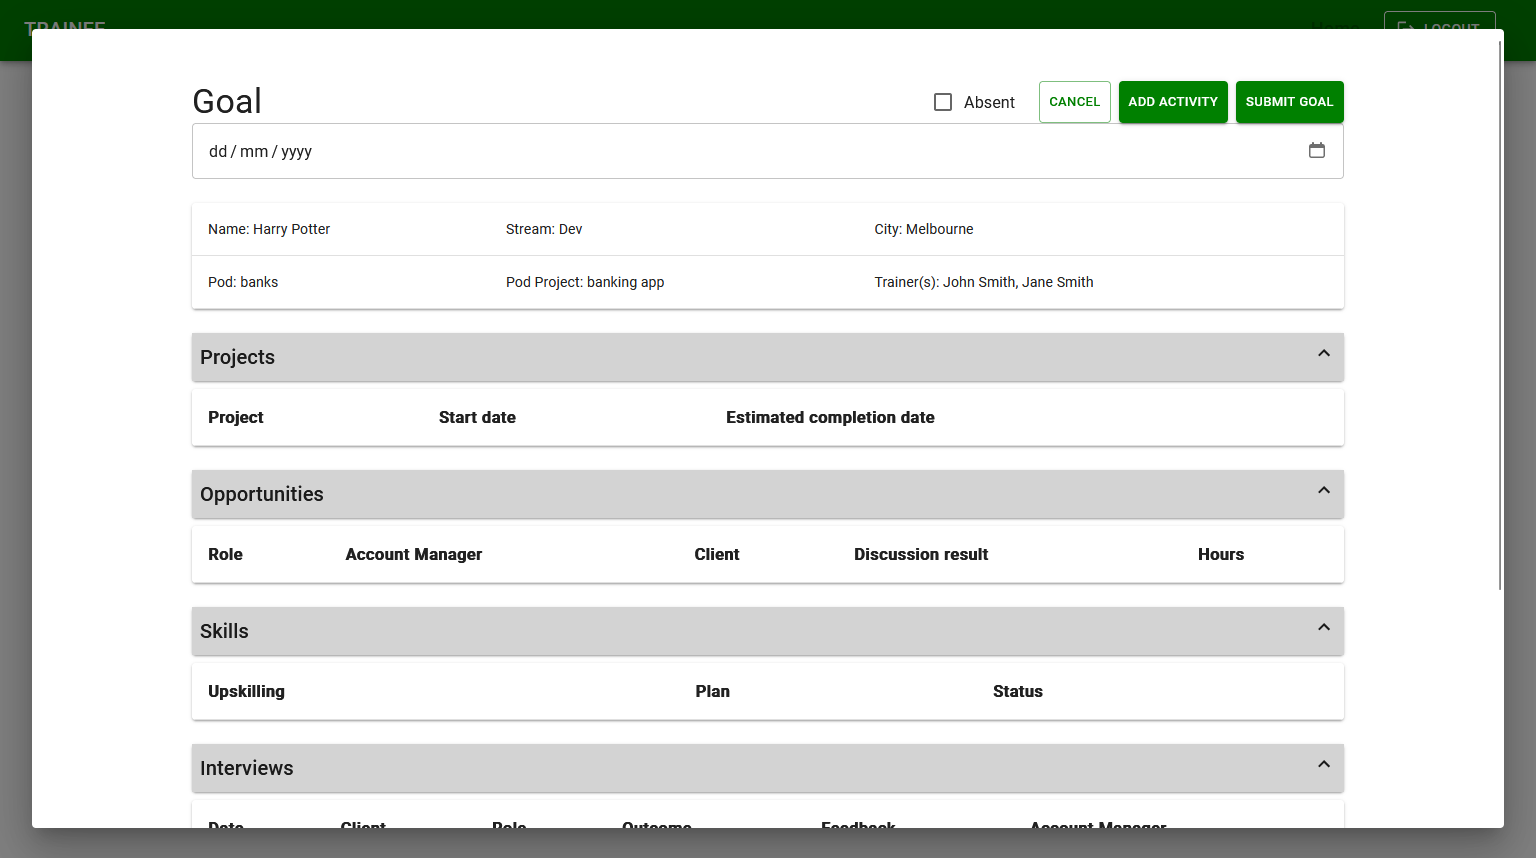 TRAINEE
Home LOGOUT
Goal
Absent CANCEL ADD ACTIVITY SUBMIT GOAL
dd / mm / yyyy
Name: Harry Potter Stream: Dev City: Melbourne
Pod: banks Pod Project: banking app Trainer(s): John Smith, Jane Smith
Projects
Project Start date Estimated completion date
Opportunities
Role Account Manager Client Discussion result Hours
Skills
Upskilling Plan Status
Interviews
Date Client Role Outcome Feedback Account Manager